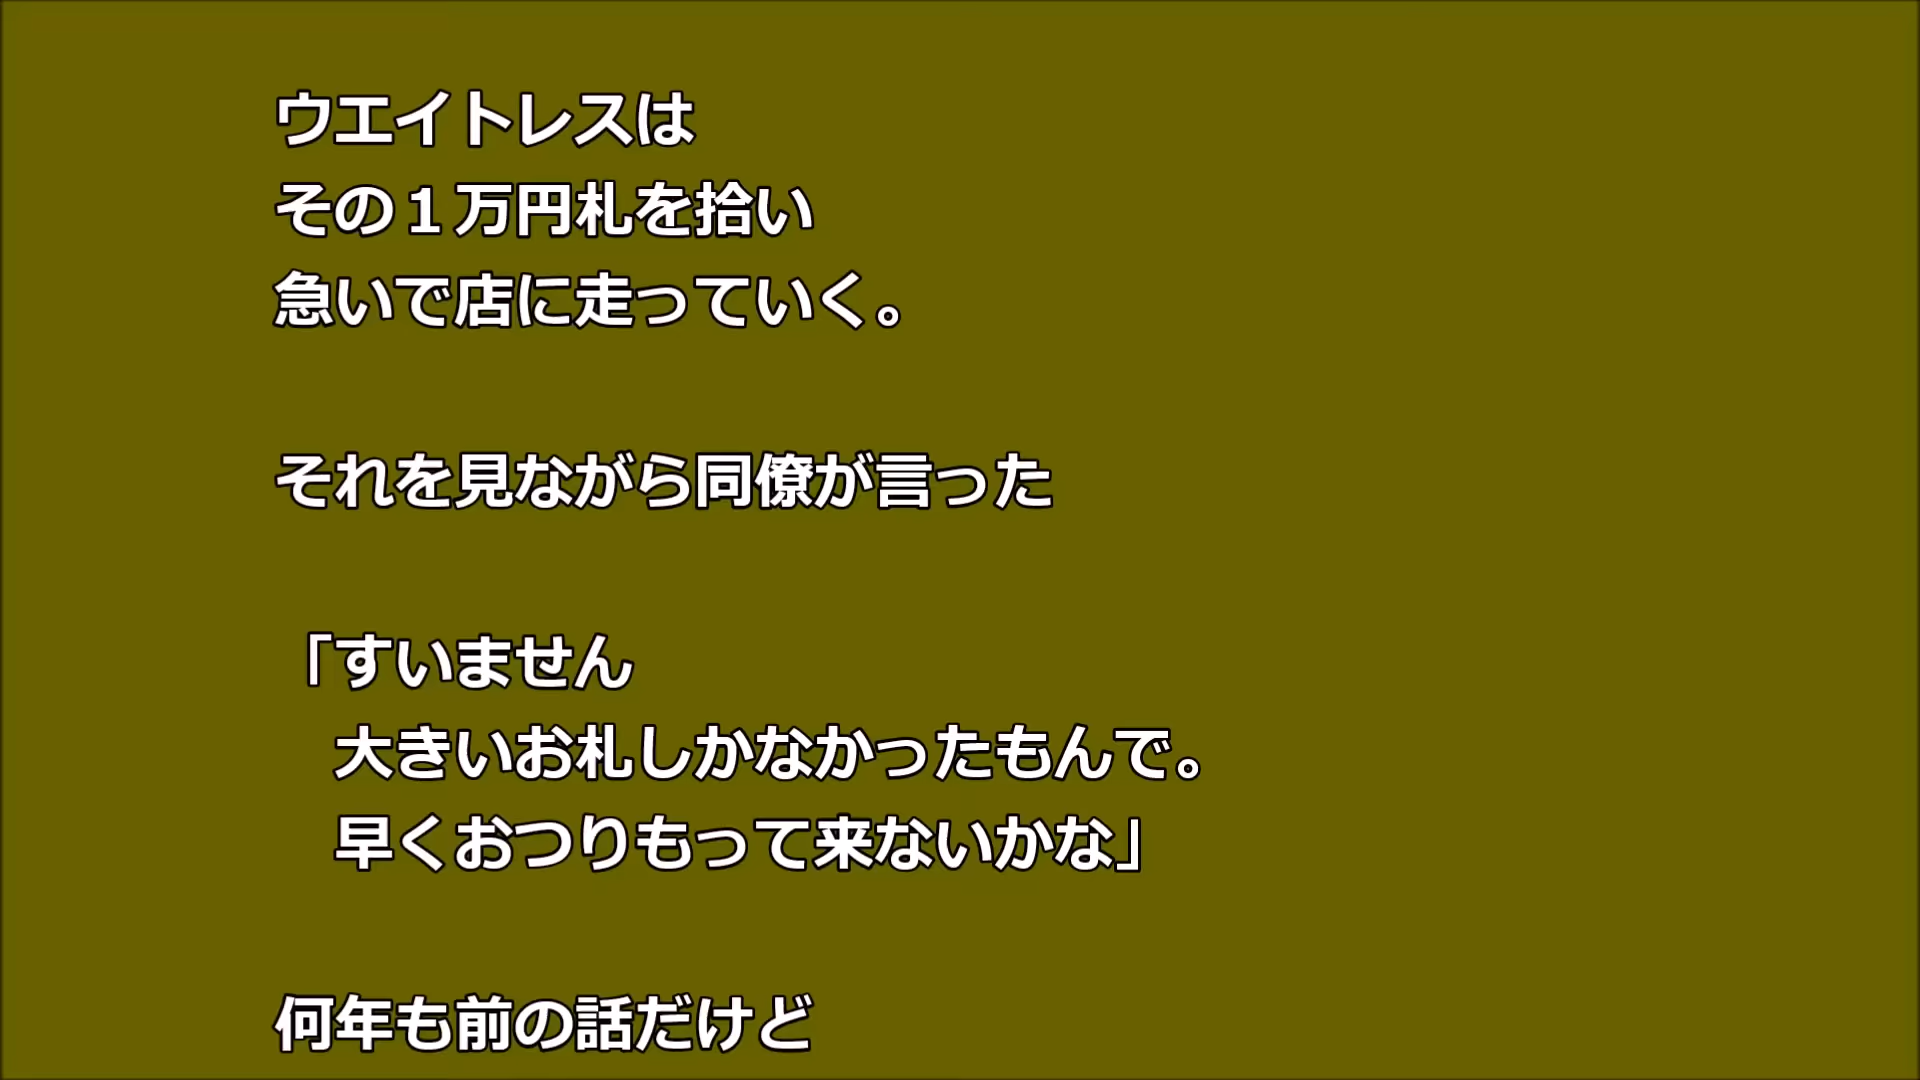 ウエイトレスは
その１万円札を拾い
急いで店に走っていく。
それを見ながら同僚が言った
「すいません
大きいお札しかなかったもんで。
早くおつりもって来ないかな」
何年も前の話だけど